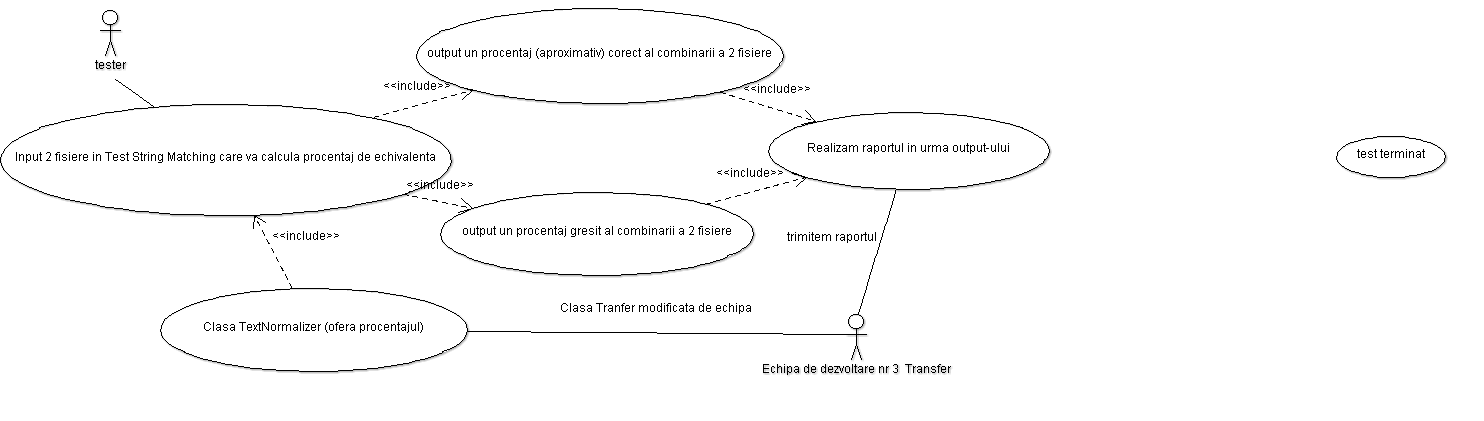 tester
output un procentaj (aproximativ) corect al combinarii a 2 fisiere
<<include>>
<<include>>
Input 2 fisiere in Test String Matching care va calcula procentaj de echivalenta
Realizam raportul in urma output-ului
test terminat
<<include>>
<<include>>
output un procentaj gresit al combinarii a 2 fisiere
<<include>>
trimitem raportul
Clasa TextNormalizer (ofera procentajul)
Clasa Tranfer modificata de echipa
Echipa de dezvoltare nr 3 Transfer